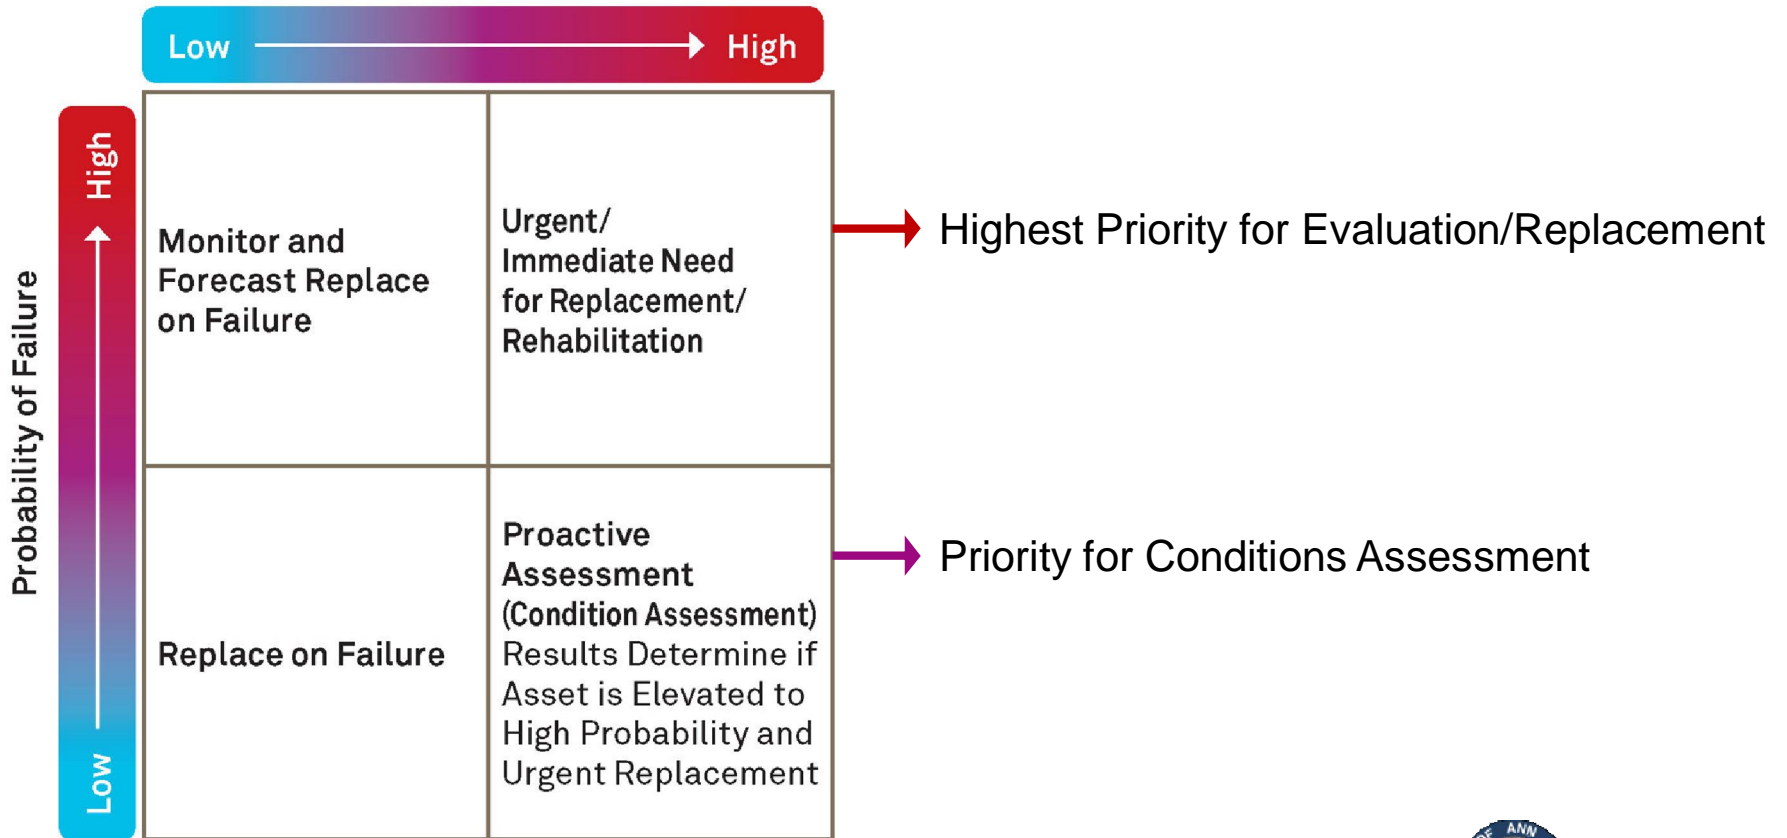 Low High
High
Low
Probability of Failure
Monitor and
Forecast Replace
on Failure
Urgent/
Immediate Need
for Replacement/
Rehabilitation
Highest Priority for Evaluation/Replacement
Replace on Failure
Proactive
Assessment
(Condition Assessment)
Results Determine if
Asset is Elevated to
High Probability and
Urgent Replacement
Priority for Conditions Assessment
OF ANN